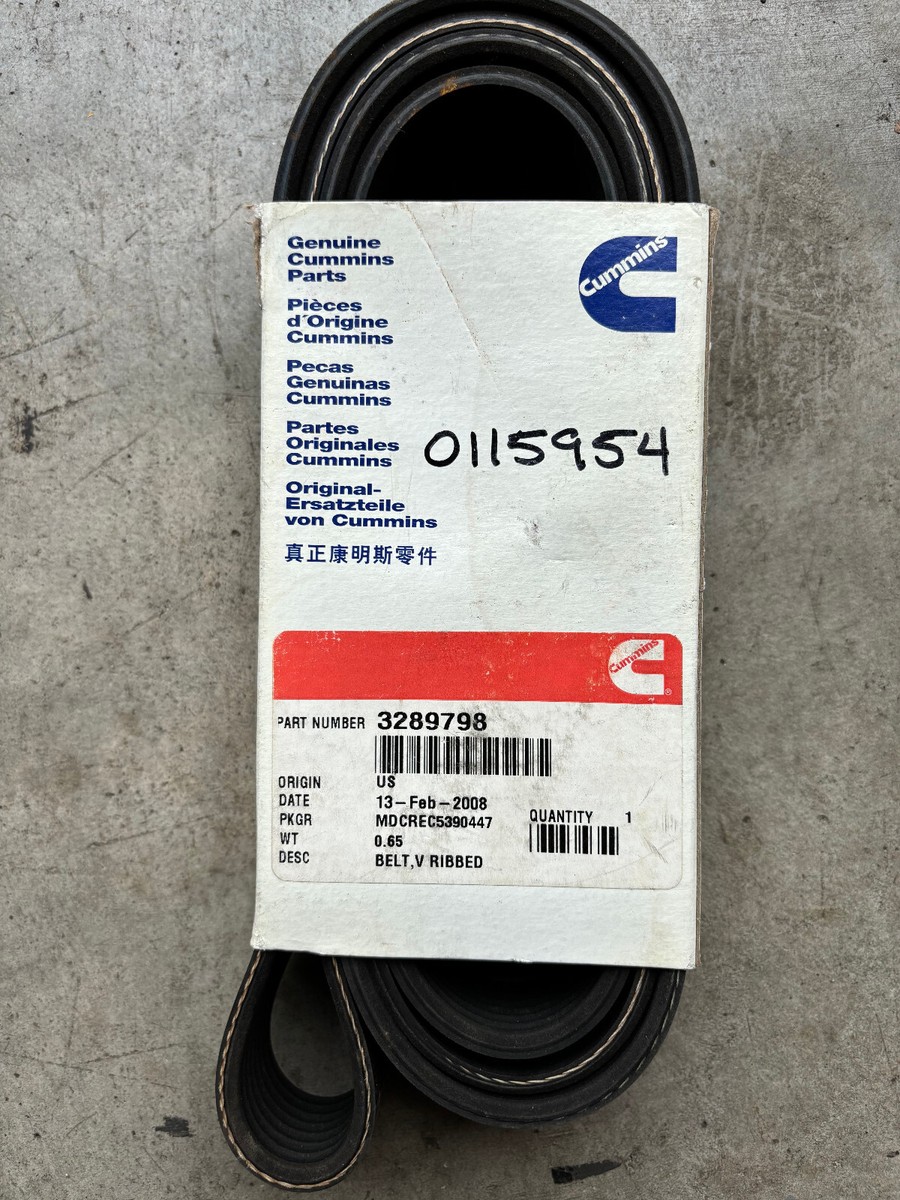 Genuine
Cummins
Parts
Cummins
Pièces
d'Origine
Cummins
Pecas
Genuinas
Cummins
Partes
Originales
Cummins
0115954
Original-
Ersatzteile
von Cummins
真正康明斯零件
Cummins
PART NUMBER 3289798
ORIGIN US
DATE 13-Feb-2008
PKGR MDCREC5390447
QUANTITY 1
WT 0.65
DESC BELT,V RIBBED